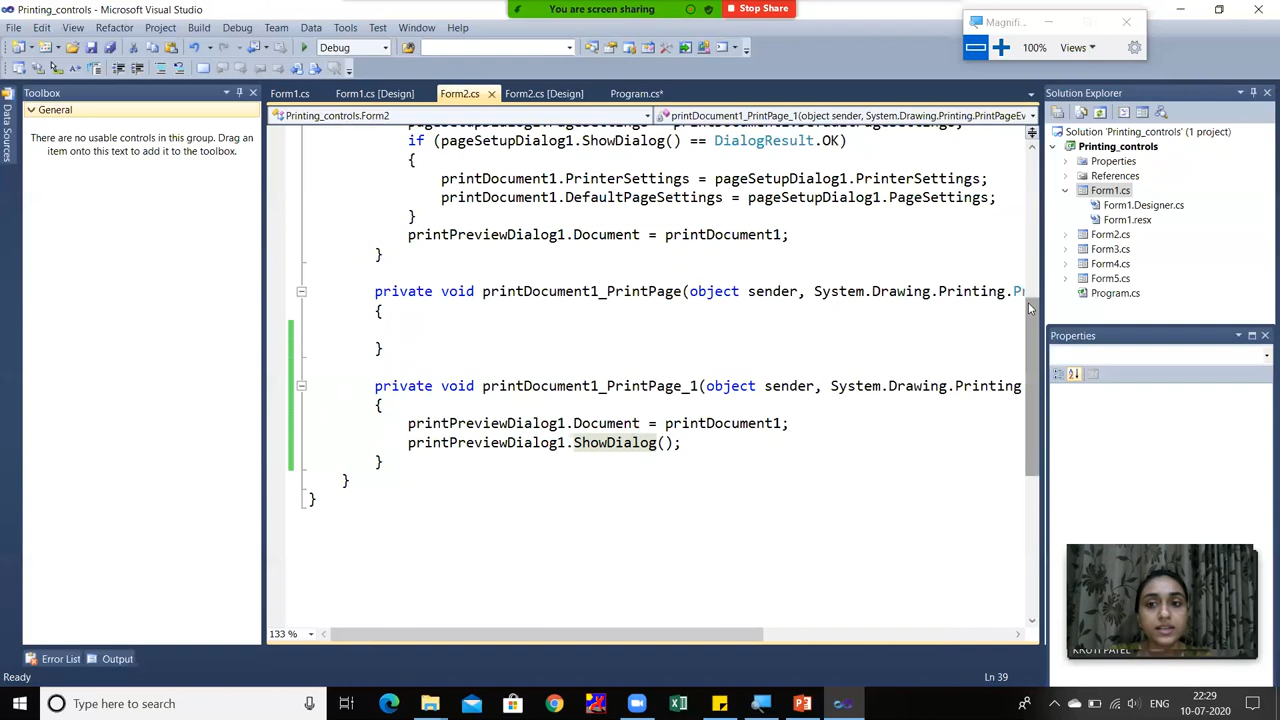 Printing_controls - Microsoft Visual Studio
You are screen sharing
Stop Share
Magnifi...
File Edit View Refactor Project Build Debug Team Data Tools Test Window Help
100% Views
Debug
Toolbox
General
There are no usable controls in this group. Drag an
item onto this text to add it to the toolbox.
Data Sources
Form1.cs Form1.cs [Design] Form2.cs Form2.cs [Design] Program.cs*
Printing_controls.Form2
printDocument1_PrintPage_1(object sender, System.Drawing.Printing.PrintPageEv
if (pageSetupDialog1.ShowDialog() == DialogResult.OK)
{
printDocument1.PrinterSettings = pageSetupDialog1.PrinterSettings;
printDocument1.DefaultPageSettings = pageSetupDialog1.PageSettings;
}
printPreviewDialog1.Document = printDocument1;
}
private void printDocument1_PrintPage(object sender, System.Drawing.Printing.Pr
{
}
private void printDocument1_PrintPage_1(object sender, System.Drawing.Printing
{
printPreviewDialog1.Document = printDocument1;
printPreviewDialog1.ShowDialog();
}
}
}
133 %
Solution Explorer
Solution 'Printing_controls' (1 project)
Printing_controls
Properties
References
Form1.cs
Form1.Designer.cs
Form1.resx
Form2.cs
Form3.cs
Form4.cs
Form5.cs
Program.cs
Properties
KRUTI PATEL
Error List Output
Ready
Ln 39
Type here to search
22:29
10-07-2020